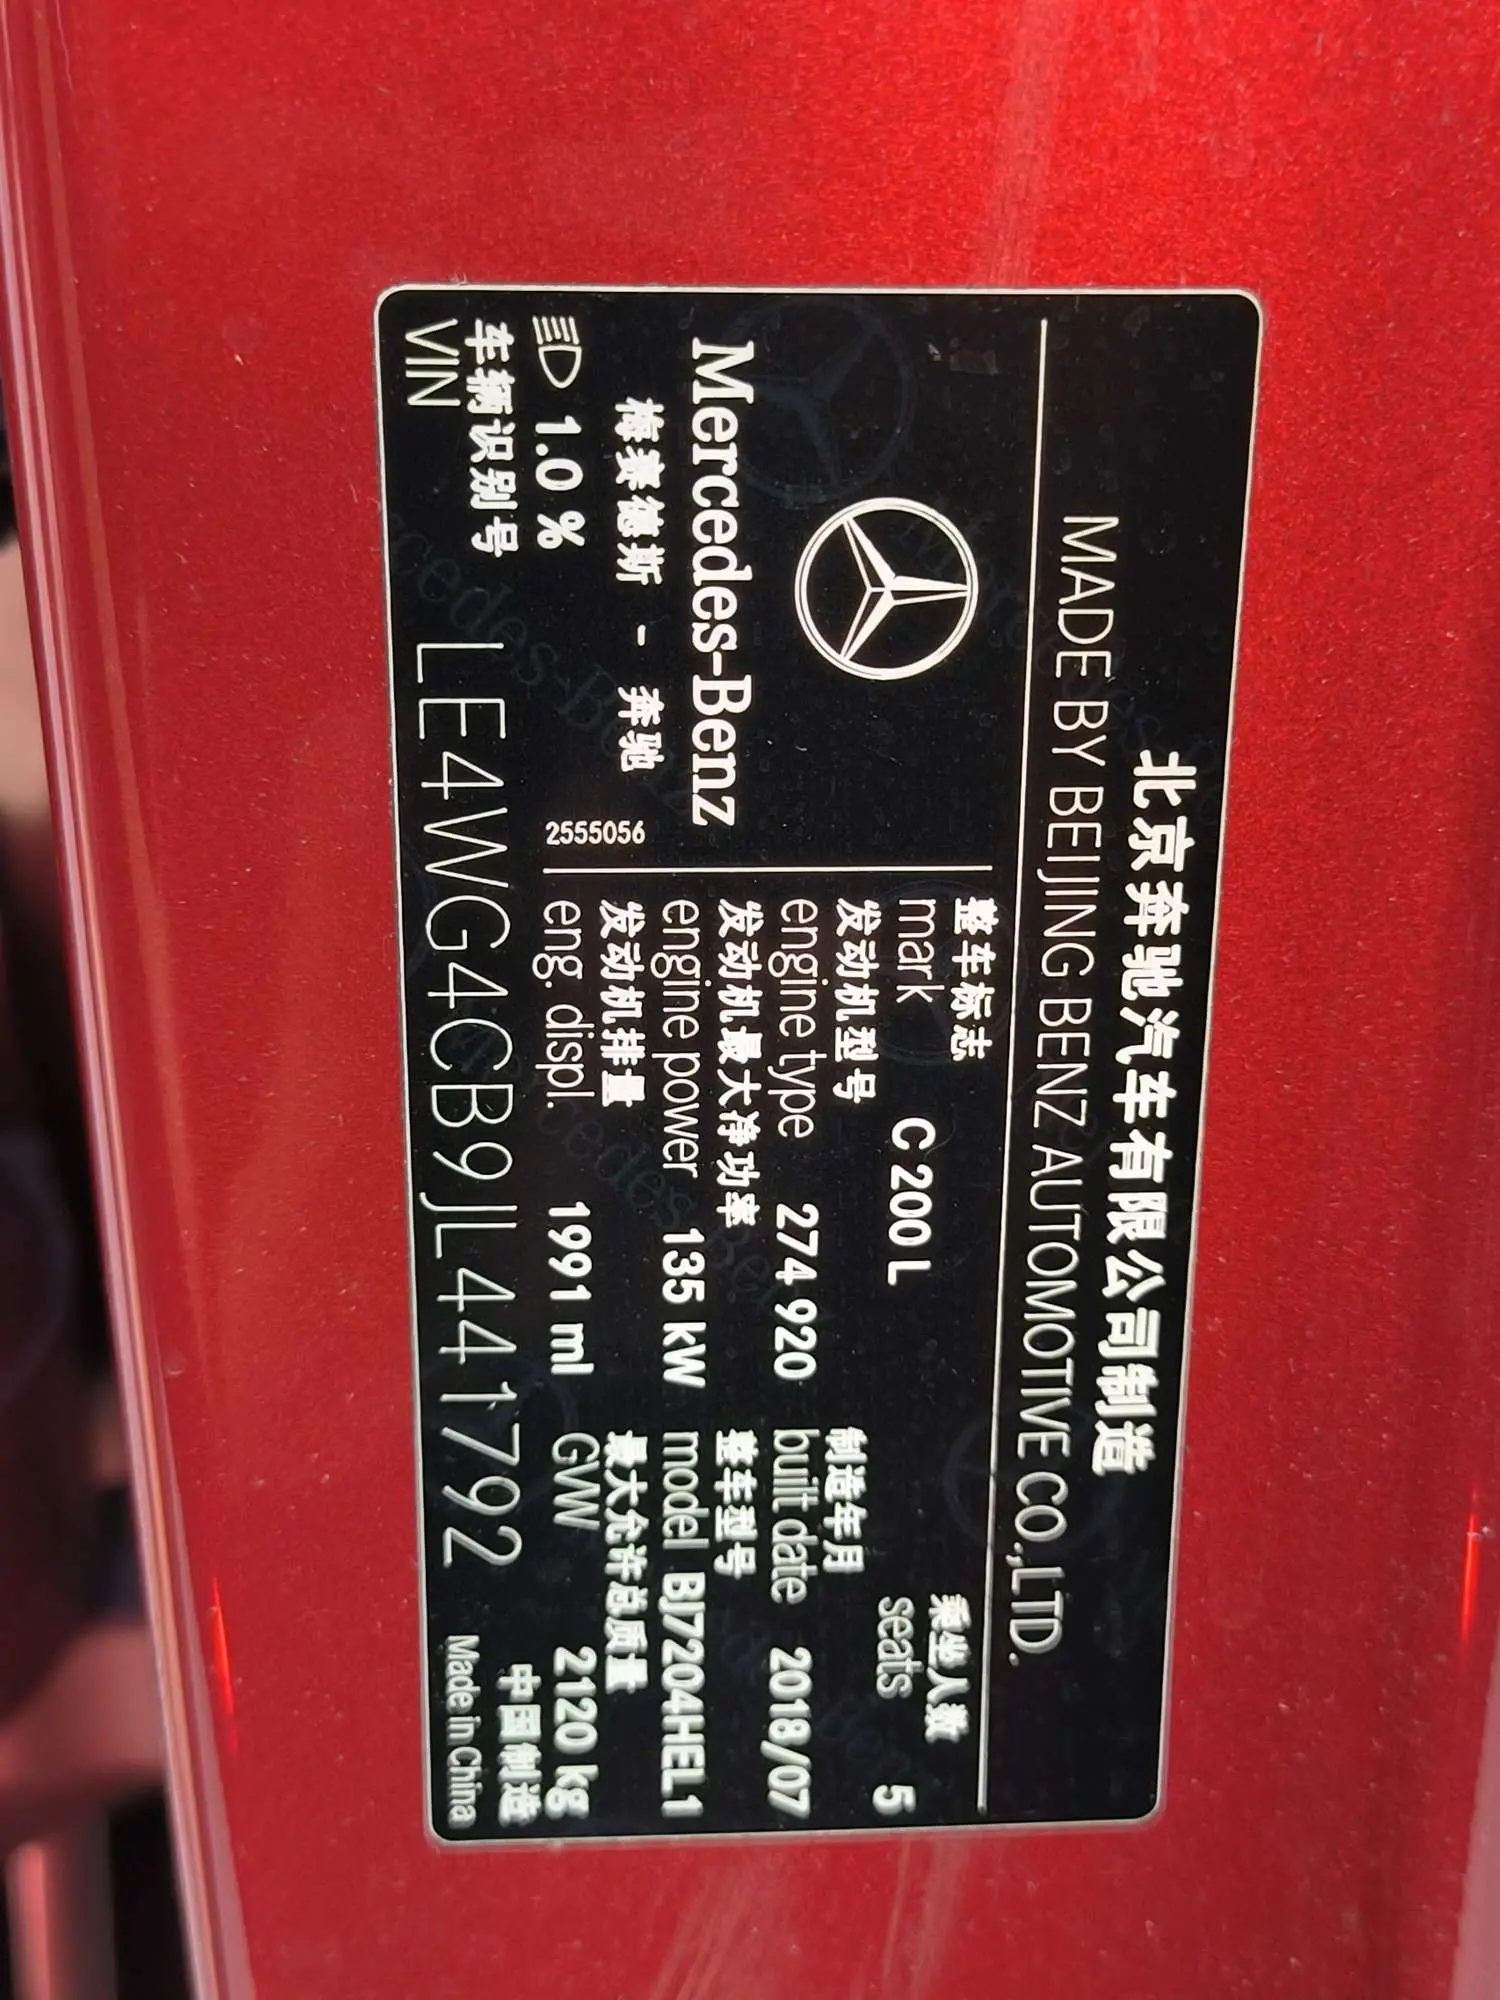 北京奔驰汽车有限公司制造
MADE BY BEIJING BENZ AUTOMOTIVE CO.,LTD.
Mercedes-Benz
梅赛德斯 - 奔驰
2555056
1.0 %
整车标志
mark C 200 L
乘坐人数
seats 5
发动机型号
engine type 274 920
制造年月
built date 2018/07
发动机最大净功率
engine power 135 kW
整车型号
model BJ7204HEL1
发动机排量
eng. displ. 1991 ml
最大允许总质量
GVW 2120 kg
车辆识别号
VIN LE4WG4CB9JL441792
中国制造
Made in China